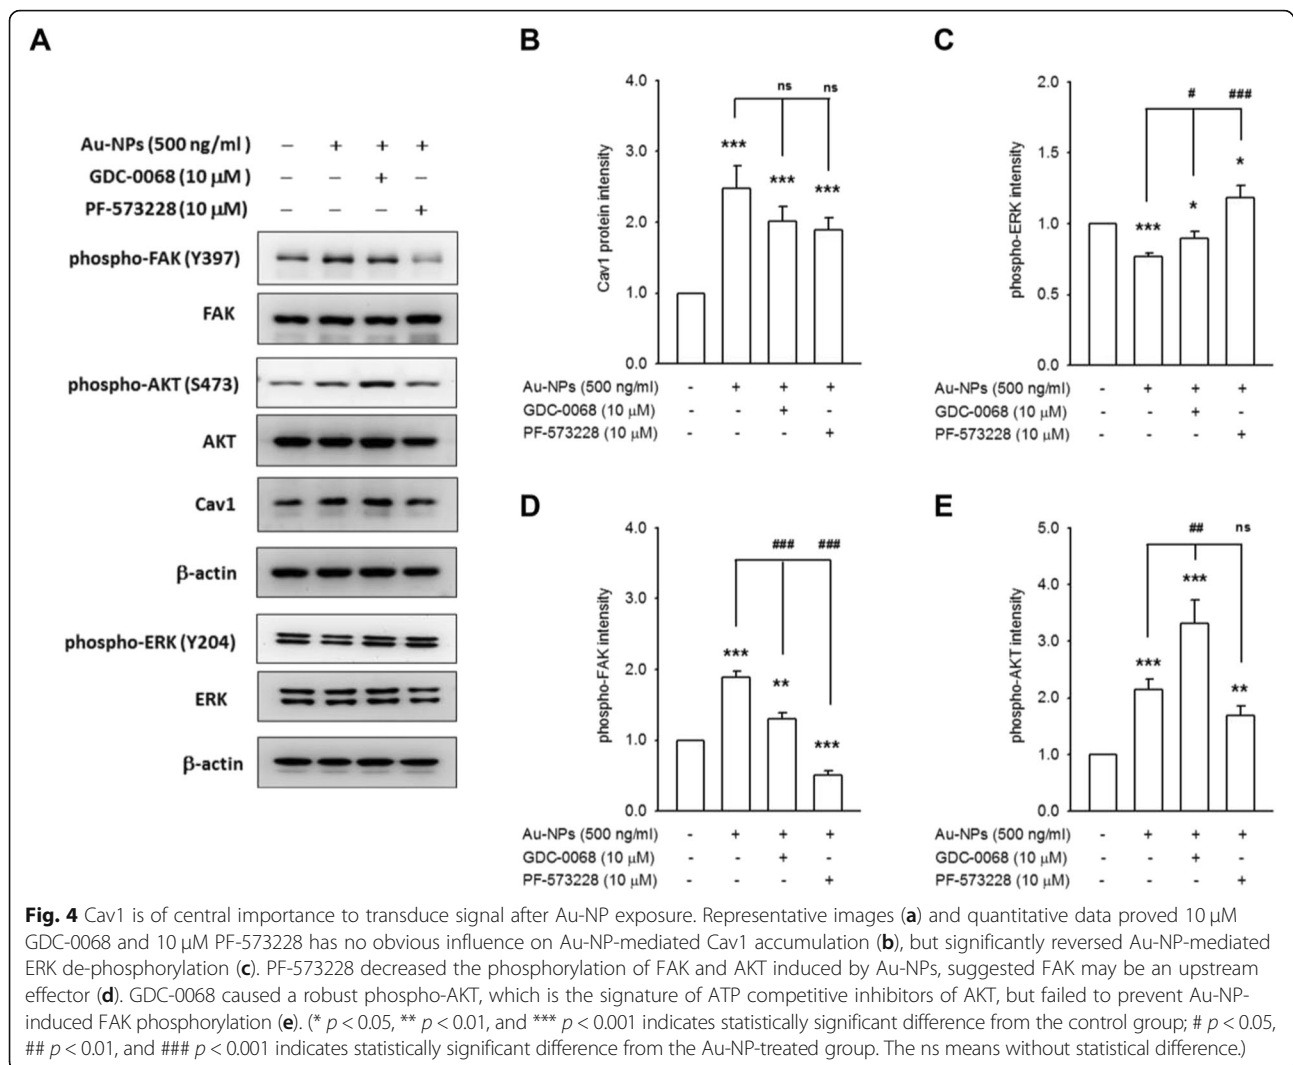 A
Au-NPs (500 ng/ml) – + + +
GDC-0068 (10 µM) – – + –
PF-573228 (10 µM) – – – +
phospho-FAK (Y397)
FAK
phospho-AKT (S473)
AKT
Cav1
β-actin
phospho-ERK (Y204)
ERK
β-actin
B
Cav1 protein intensity
4.0
3.0
2.0
1.0
0.0
ns ns
***
***
***
Au-NPs (500 ng/ml) - + + +
GDC-0068 (10 µM) - - + -
PF-573228 (10 µM) - - - +
C
phospho-ERK intensity
2.0
1.5
1.0
0.5
0.0
# ###
***
*
*
Au-NPs (500 ng/ml) - + + +
GDC-0068 (10 µM) - - + -
PF-573228 (10 µM) - - - +
D
phospho-FAK intensity
4.0
3.0
2.0
1.0
0.0
### ###
***
**
***
Au-NPs (500 ng/ml) - + + +
GDC-0068 (10 µM) - - + -
PF-573228 (10 µM) - - - +
E
phospho-AKT intensity
5.0
4.0
3.0
2.0
1.0
0.0
## ns
***
***
**
Au-NPs (500 ng/ml) - + + +
GDC-0068 (10 µM) - - + -
PF-573228 (10 µM) - - - +
Fig. 4 Cav1 is of central importance to transduce signal after Au-NP exposure. Representative images (a) and quantitative data proved 10 µM
GDC-0068 and 10 µM PF-573228 has no obvious influence on Au-NP-mediated Cav1 accumulation (b), but significantly reversed Au-NP-mediated
ERK de-phosphorylation (c). PF-573228 decreased the phosphorylation of FAK and AKT induced by Au-NPs, suggested FAK may be an upstream
effector (d). GDC-0068 caused a robust phospho-AKT, which is the signature of ATP competitive inhibitors of AKT, but failed to prevent Au-NP-
induced FAK phosphorylation (e). (* p < 0.05, ** p < 0.01, and *** p < 0.001 indicates statistically significant difference from the control group; # p < 0.05,
## p < 0.01, and ### p < 0.001 indicates statistically significant difference from the Au-NP-treated group. The ns means without statistical difference.)